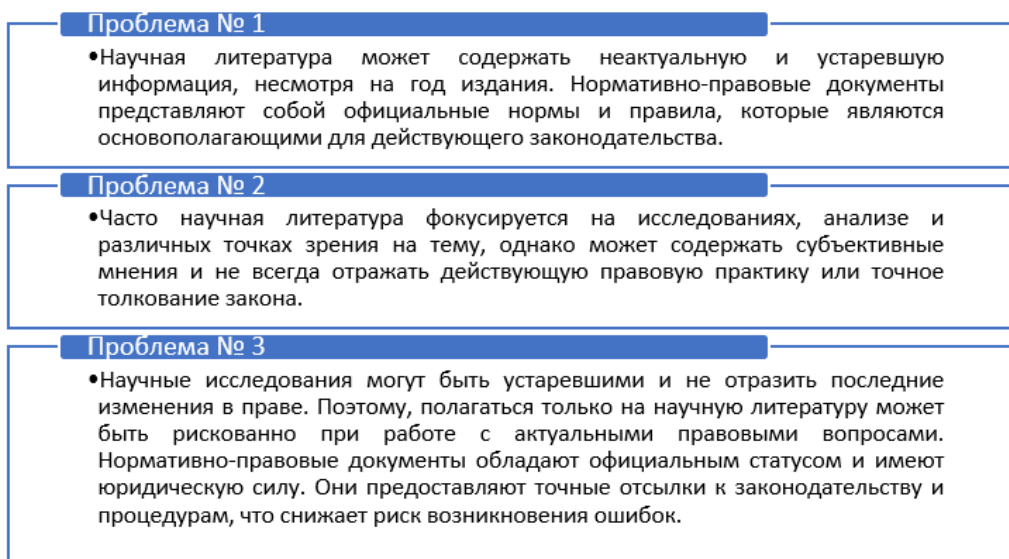 Проблема № 1
•Научная литература может содержать неактуальную и устаревшую
информация, несмотря на год издания. Нормативно-правовые документы
представляют собой официальные нормы и правила, которые являются
основополагающими для действующего законодательства.
Проблема № 2
•Часто научная литература фокусируется на исследованиях, анализе и
различных точках зрения на тему, однако может содержать субъективные
мнения и не всегда отражать действующую правовую практику или точное
толкование закона.
Проблема № 3
•Научные исследования могут быть устаревшими и не отразить последние
изменения в праве. Поэтому, полагаться только на научную литературу может
быть рискованно при работе с актуальными правовыми вопросами.
Нормативно-правовые документы обладают официальным статусом и имеют
юридическую силу. Они предоставляют точные отсылки к законодательству и
процедурам, что снижает риск возникновения ошибок.